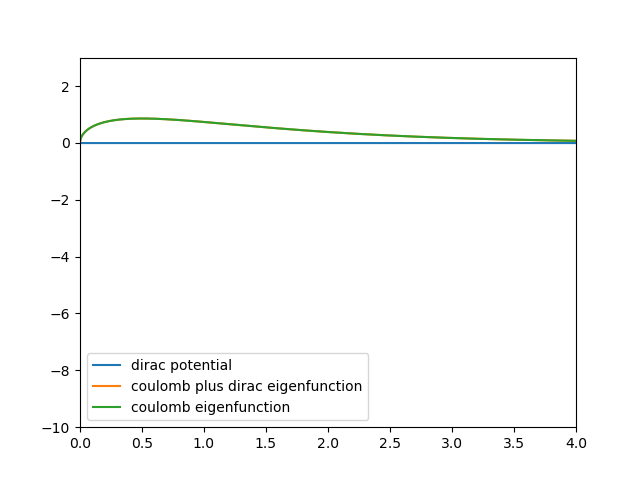 2
0
−2
−4
−6
−8
−10
dirac potential
coulomb plus dirac eigenfunction
coulomb eigenfunction
0.0 0.5 1.0 1.5 2.0 2.5 3.0 3.5 4.0